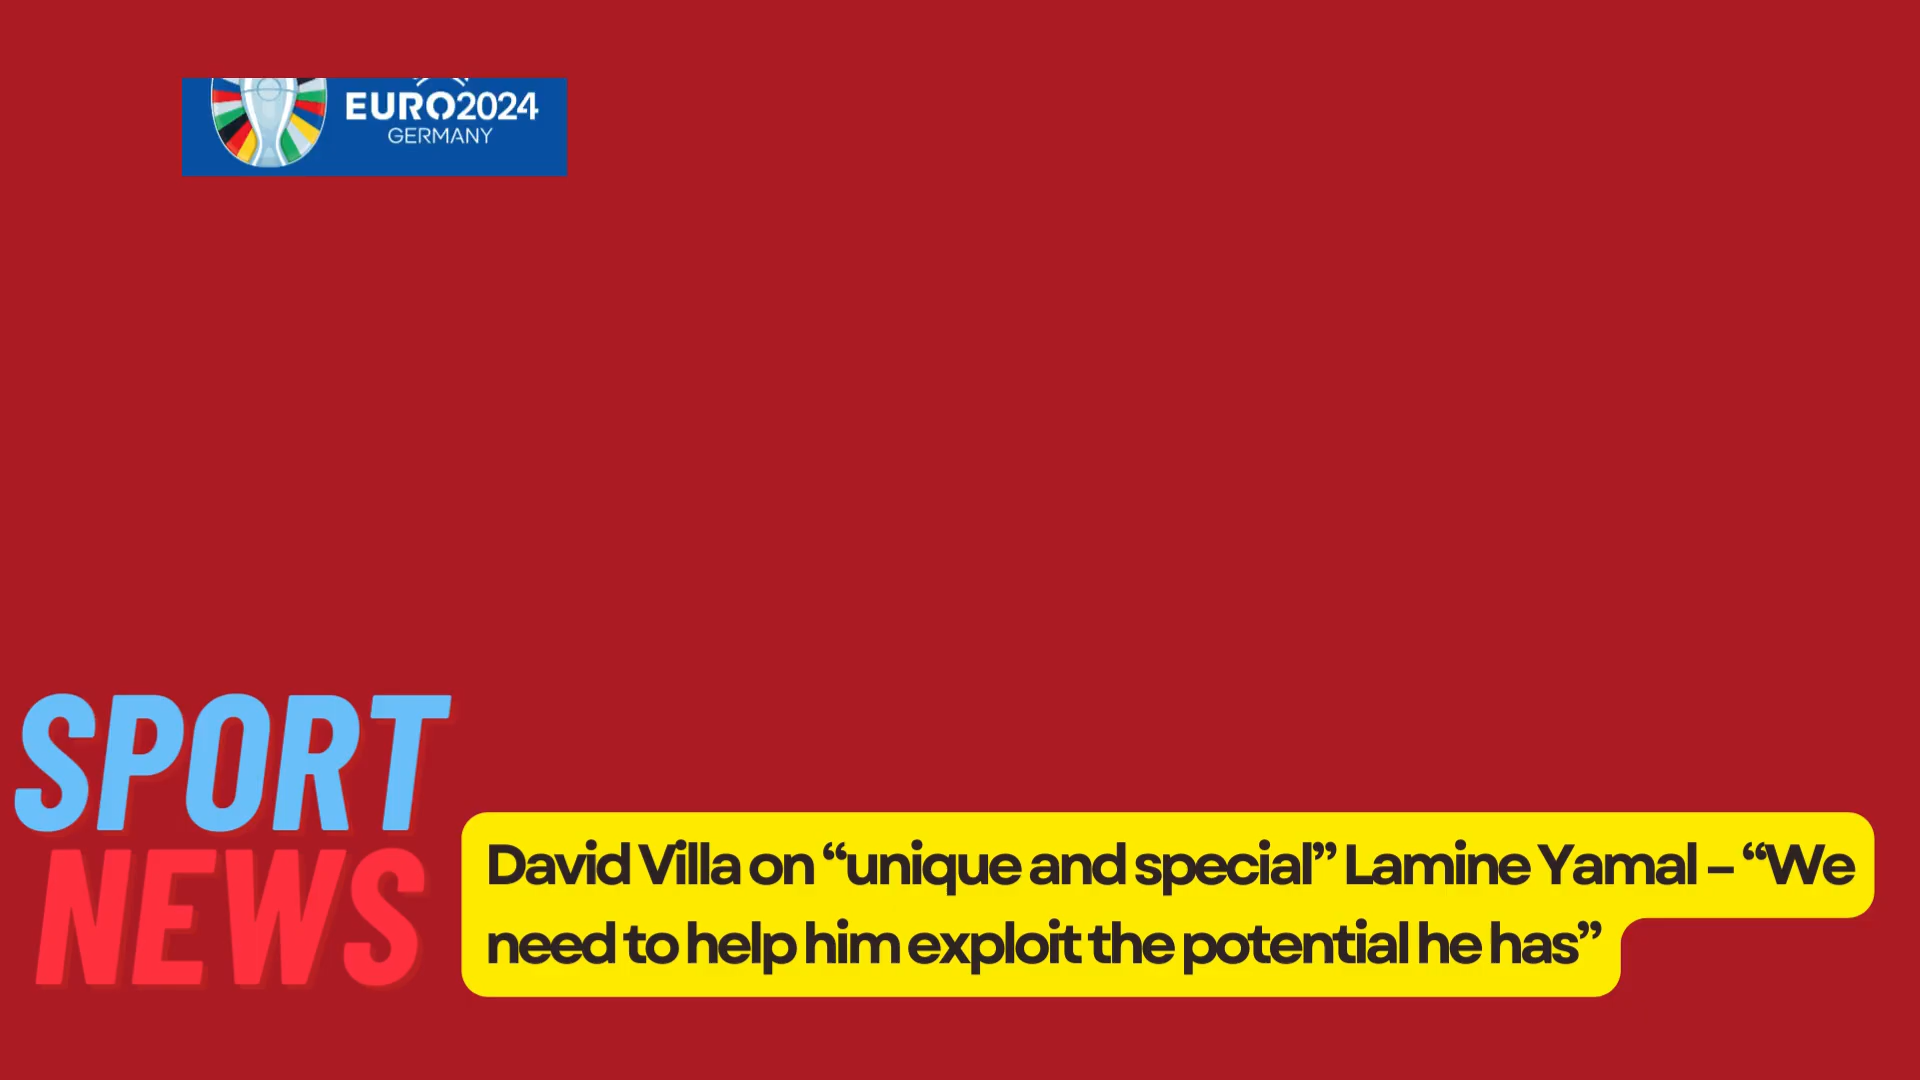 EURO2024
GERMANY
SPORT
NEWS
David Villa on “unique and special” Lamine Yamal – “We
need to help him exploit the potential he has”